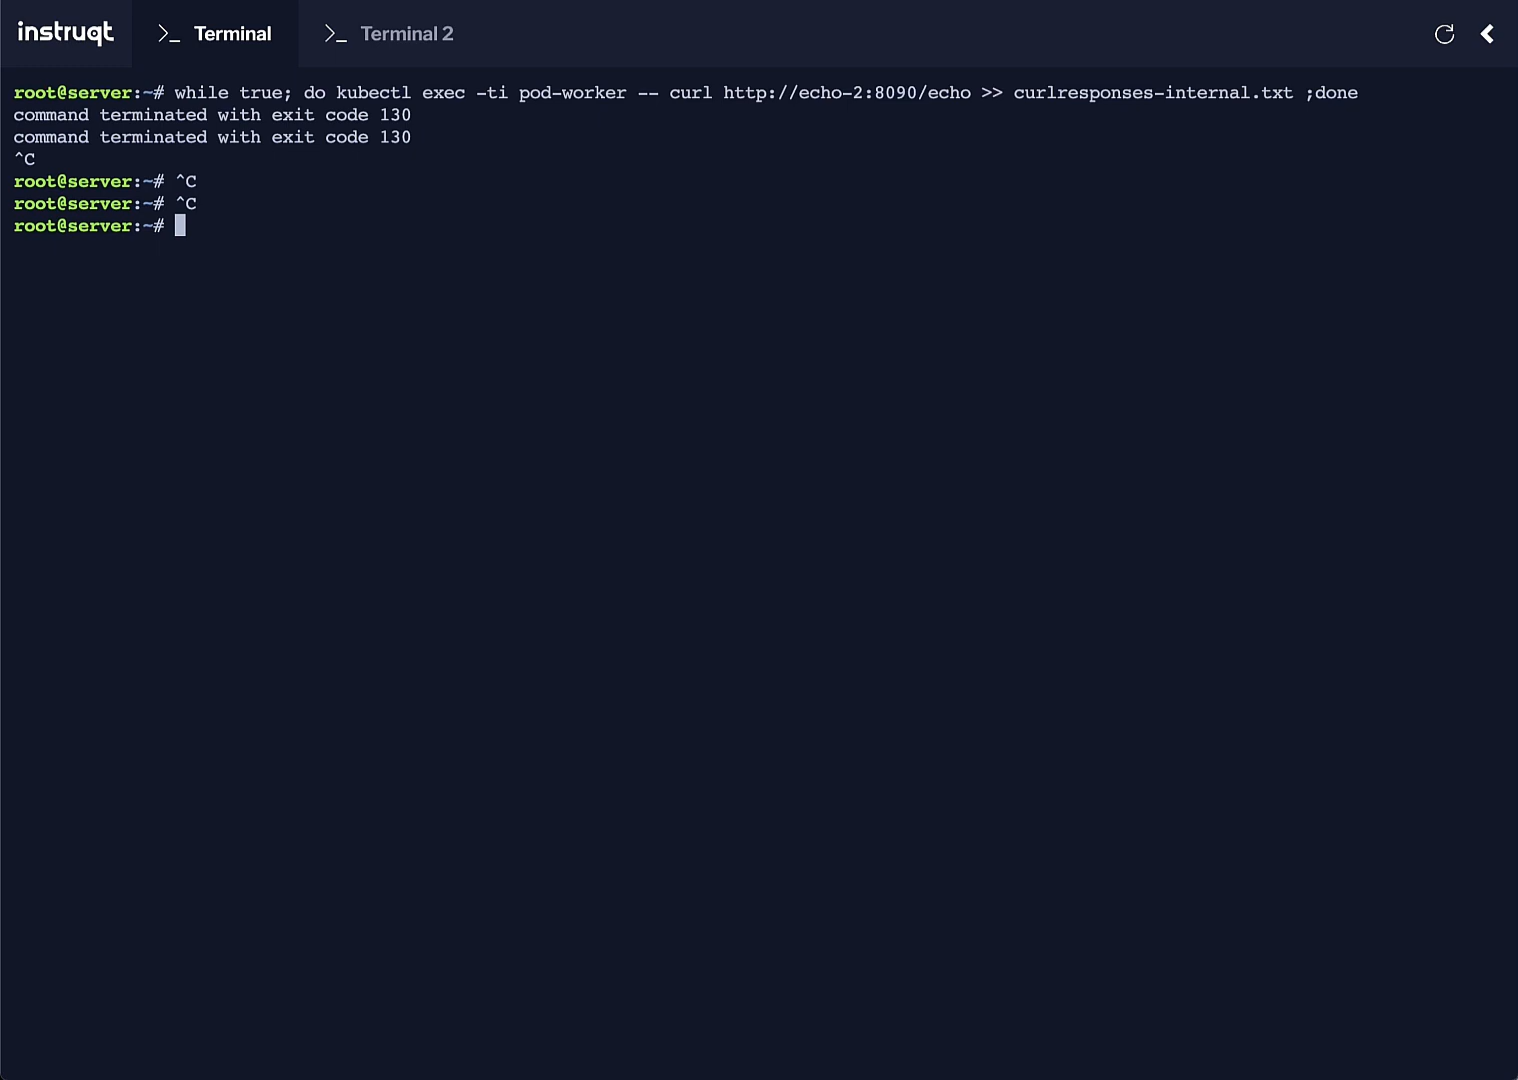 instruqt >_ Terminal >_ Terminal 2
root@server:~# while true; do kubectl exec -ti pod-worker -- curl http://echo-2:8090/echo >> curlresponses-internal.txt ;done
command terminated with exit code 130
command terminated with exit code 130
^C
root@server:~# ^C
root@server:~# ^C
root@server:~#